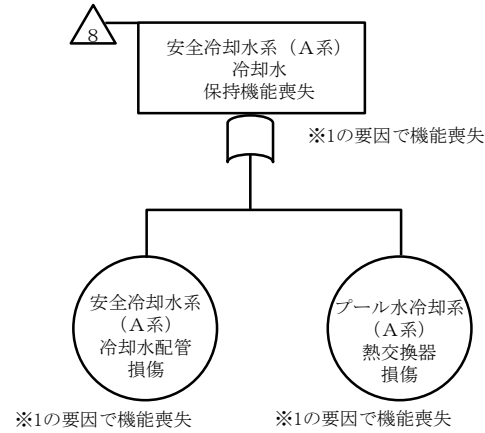 8
安全冷却水系（Ａ系）
冷却水
保持機能喪失
※1の要因で機能喪失
安全冷却水系
（Ａ系）
冷却水配管
損傷
※1の要因で機能喪失
プール水冷却系
（Ａ系）
熱交換器
損傷
※1の要因で機能喪失